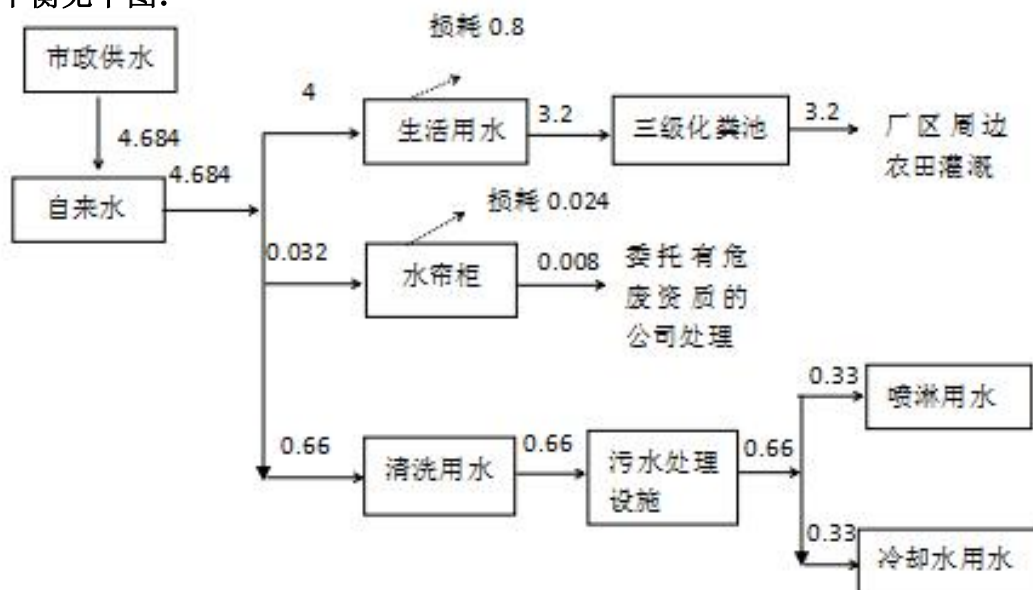 损耗 0.8
市政供水
4
生活用水
3.2
三级化粪池
3.2
厂区周边
农田灌溉
4.684
4.684
自来水
损耗 0.024
0.032
水帘柜
0.008
委托有危
废资质的
公司处理
0.33
喷淋用水
0.66
清洗用水
0.66
污水处理
设施
0.66
0.33
冷却水用水